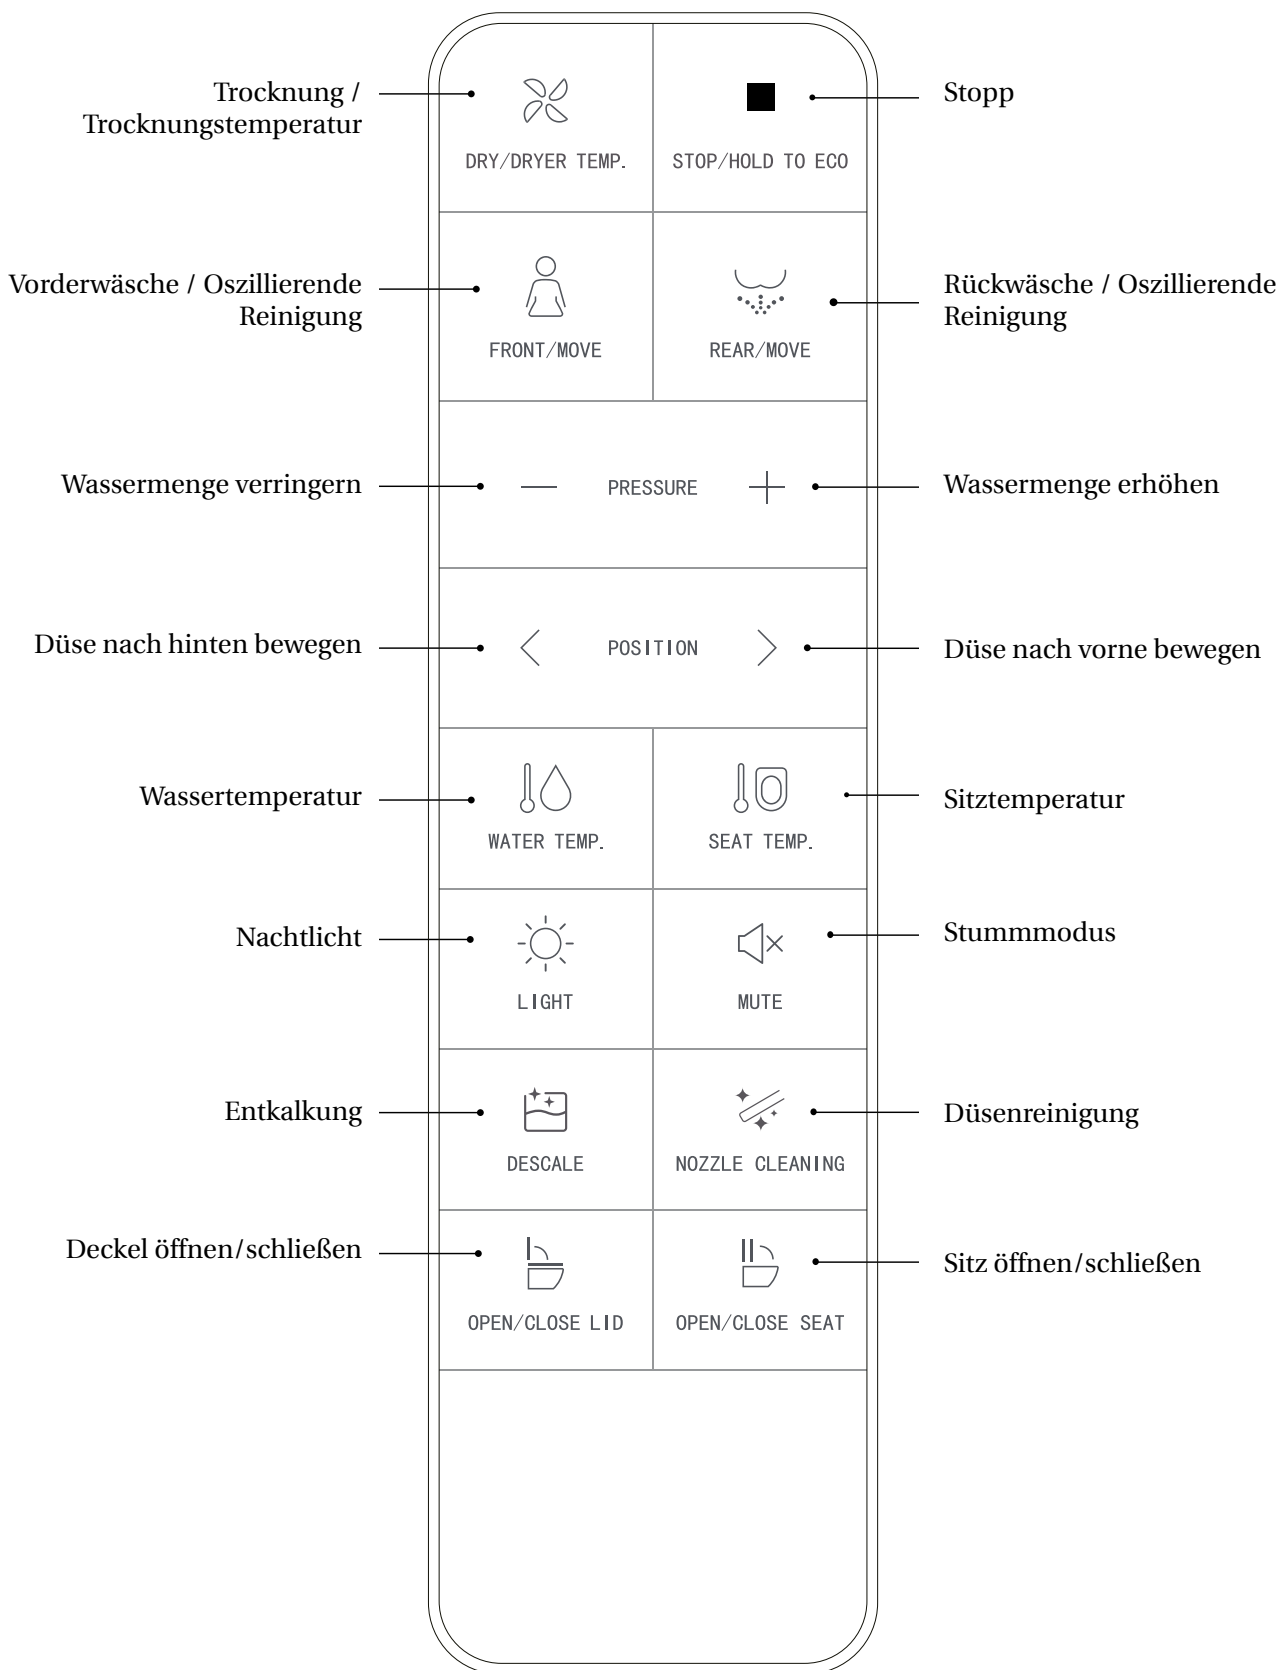 Trocknung /
Trocknungstemperatur
Stopp
DRY/DRYER TEMP.
STOP/HOLD TO ECO
Vorderwäsche / Oszillierende
Reinigung
Rückwäsche / Oszillierende
Reinigung
FRONT/MOVE
REAR/MOVE
Wassermenge verringern
PRESSURE
Wassermenge erhöhen
Düse nach hinten bewegen
POSITION
Düse nach vorne bewegen
Wassertemperatur
Sitztemperatur
WATER TEMP.
SEAT TEMP.
Nachtlicht
Stummmodus
LIGHT
MUTE
Entkalkung
Düsenreinigung
DESCALE
NOZZLE CLEANING
Deckel öffnen/schließen
Sitz öffnen/schließen
OPEN/CLOSE LID
OPEN/CLOSE SEAT